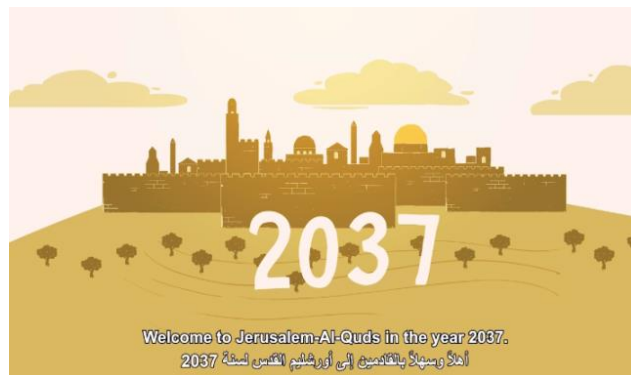 2037
Welcome to Jerusalem-Al-Quds in the year 2037.
أهلاً وسهلاً بالقادمين إلى أورشليم القدس لسنة 2037